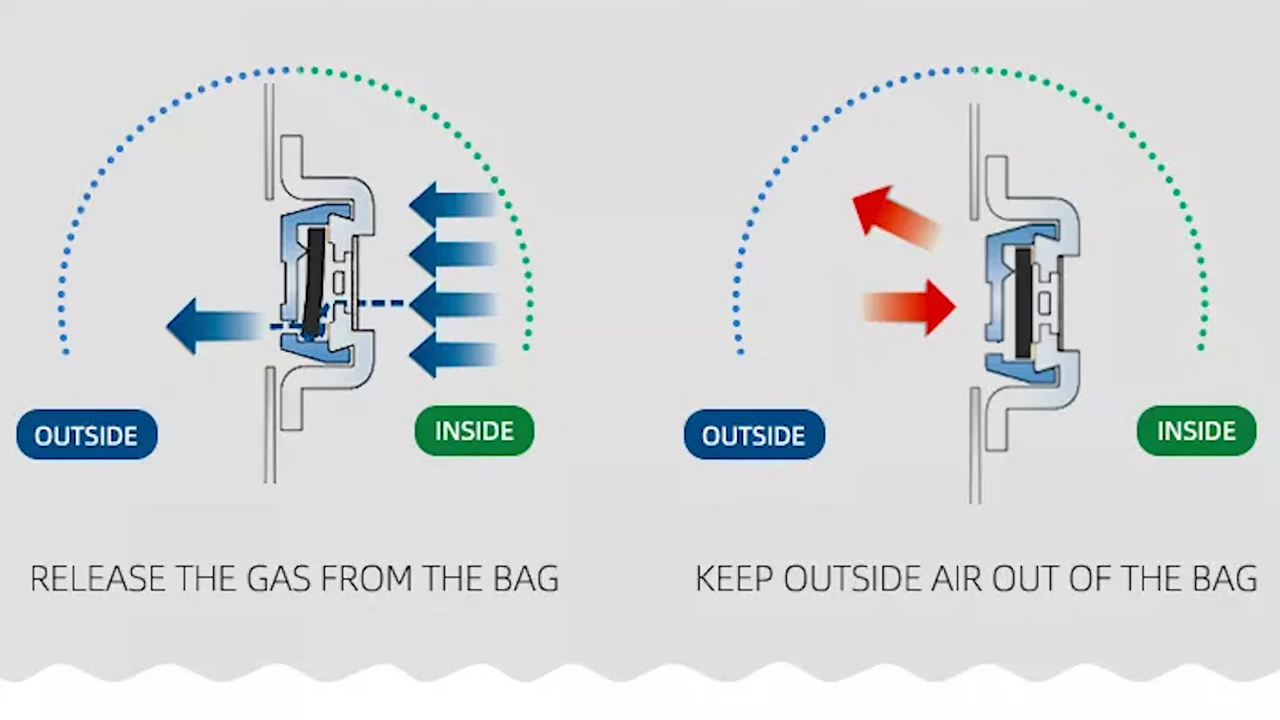 OUTSIDE
INSIDE
RELEASE THE GAS FROM THE BAG
OUTSIDE
INSIDE
KEEP OUTSIDE AIR OUT OF THE BAG